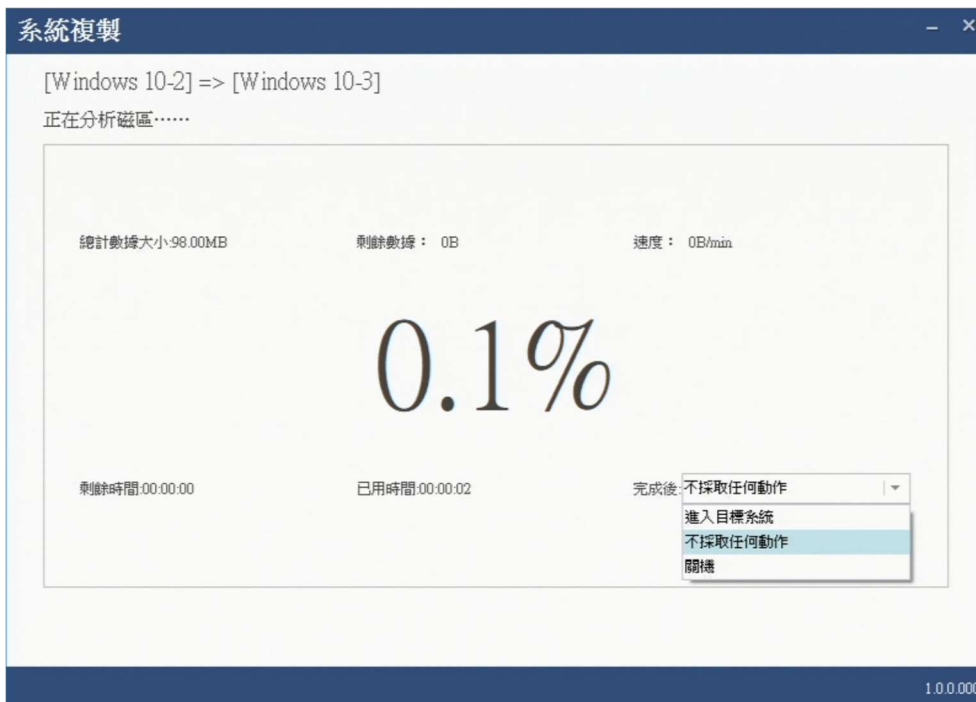 系統複製
[Windows 10-2] => [Windows 10-3]
正在分析磁區⋯⋯
總計數據大小:98.00MB 剩餘數據： 0B 速度： 0B/min
0.1%
剩餘時間:00:00:00 已用時間:00:00:02 完成後:不採取任何動作
進入目標系統
不採取任何動作
關機
1.0.0.000